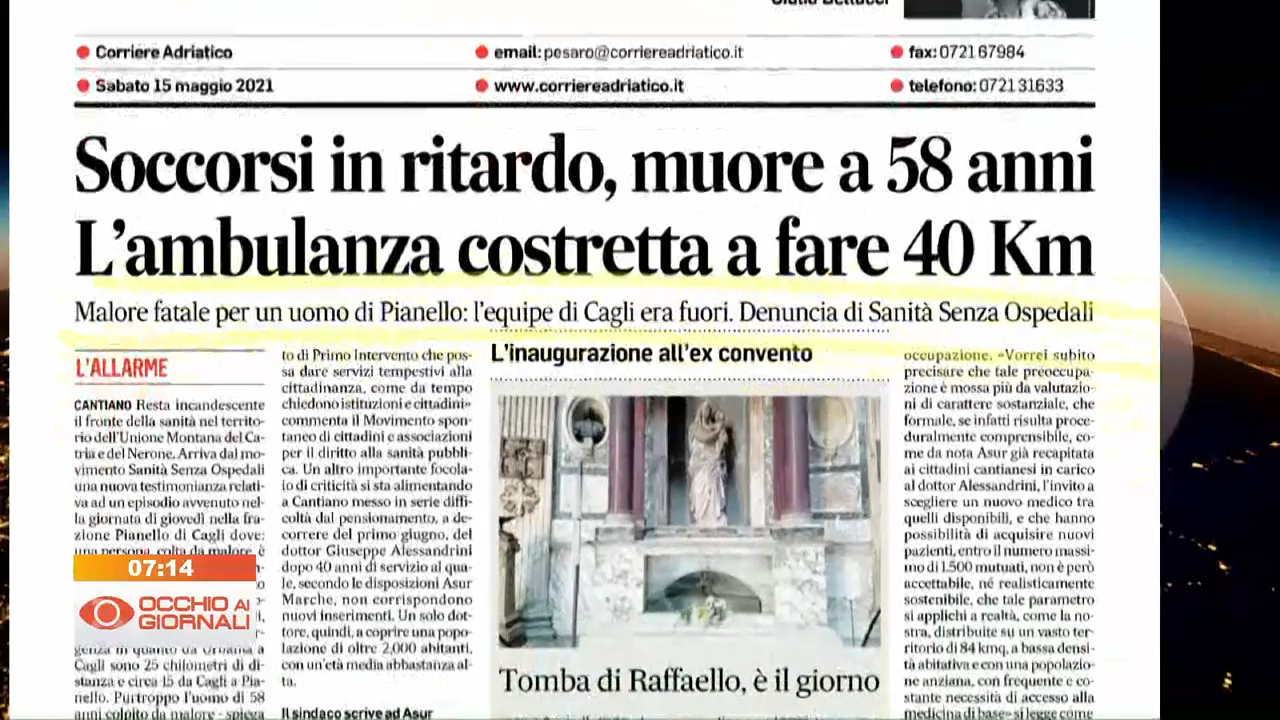 Corriere Adriatico
email: pesaro@corriereadriatico.it
fax: 0721 67984
Sabato 15 maggio 2021
www.corriereadriatico.it
telefono: 0721 31633
Soccorsi in ritardo, muore a 58 anni
L'ambulanza costretta a fare 40 Km
Malore fatale per un uomo di Pianello: l'equipe di Cagli era fuori. Denuncia di Sanità Senza Ospedali
L'ALLARME
CANTIANO Resta incandescente
il fronte della sanità nel territo-
rio dell'Unione Montana del Ca-
tria e del Nerone. Arriva dal mo-
vimento Sanità Senza Ospedali
una nuova testimonianza relati-
va ad un episodio avvenuto nel-
la giornata di giovedì nella fra-
zione Pianello di Cagli dove:
una persona, colta da malore, è
07:14
OCCHIO AI
GIORNALI
genza in quanto da Urbania a
Cagli sono 25 chilometri di di-
stanza e circa 15 da Cagli a Pia-
nello. Purtroppo l'uomo di 58
anni colpito da malore - spiega
to di Primo Intervento che pos-
sa dare servizi tempestivi alla
cittadinanza, come da tempo
chiedono istituzioni e cittadini»
commenta il Movimento spon-
taneo di cittadini e associazioni
per il diritto alla sanità pubbli-
ca. Un altro importante focola-
io di criticità si sta alimentando
a Cantiano messo in serie diffi-
coltà dal pensionamento, a de-
correre del primo giugno, del
dottor Giuseppe Alessandrini
dopo 40 anni di servizio al qua-
le, secondo le disposizioni Asur
Marche, non corrispondono
nuovi inserimenti. Un solo dot-
tore, quindi, a coprire una popo-
lazione di oltre 2,000 abitanti,
con un'età media abbastanza al-
ta.
Il sindaco scrive ad Asur
L'inaugurazione all'ex convento
Tomba di Raffaello, è il giorno
occupazione. «Vorrei subito
precisare che tale preoccupa-
zione è mossa più da valutazio-
ni di carattere sostanziale, che
formale, se infatti risulta proce-
duralmente comprensibile, co-
me da nota Asur già recapitata
ai cittadini cantianesi in carico
al dottor Alessandrini, l'invito a
scegliere un nuovo medico tra
quelli disponibili, e che hanno
possibilità di acquisire nuovi
pazienti, entro il numero massi-
mo di 1.500 mutuati, non è però
accettabile, né realisticamente
sostenibile, che tale parametro
si applichi a realtà, come la no-
stra, distribuite su un vasto ter-
ritorio di 84 kmq, a bassa densi-
tà abitativa e con una popolazio-
ne anziana, con frequente e co-
stante necessità di accesso alla
medicina di base» si legge come